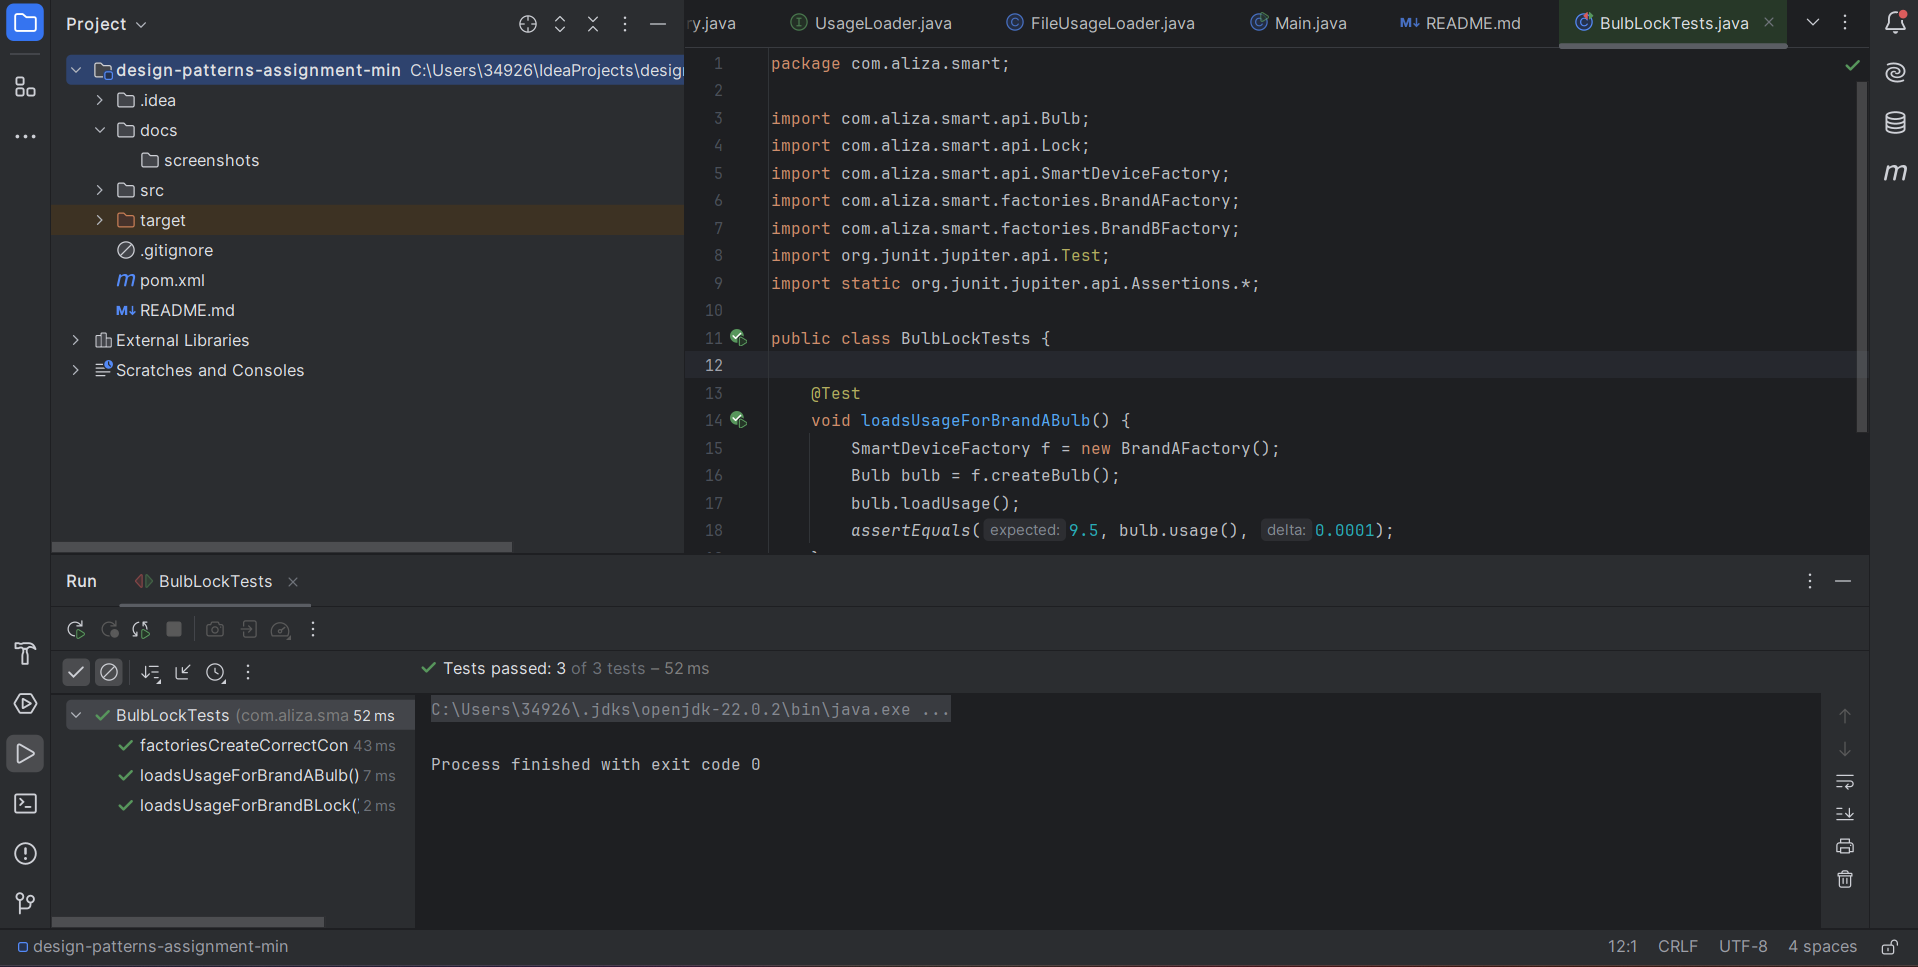 Project
design-patterns-assignment-min C:\Users\34926\IdeaProjects\desig
.idea
docs
screenshots
src
target
.gitignore
pom.xml
README.md
External Libraries
Scratches and Consoles
ry.java UsageLoader.java FileUsageLoader.java Main.java README.md BulbLockTests.java
1 package com.aliza.smart;
2
3 import com.aliza.smart.api.Bulb;
4 import com.aliza.smart.api.Lock;
5 import com.aliza.smart.api.SmartDeviceFactory;
6 import com.aliza.smart.factories.BrandAFactory;
7 import com.aliza.smart.factories.BrandBFactory;
8 import org.junit.jupiter.api.Test;
9 import static org.junit.jupiter.api.Assertions.*;
10
11 public class BulbLockTests {
12
13 @Test
14 void loadsUsageForBrandABulb() {
15 SmartDeviceFactory f = new BrandAFactory();
16 Bulb bulb = f.createBulb();
17 bulb.loadUsage();
18 assertEquals( expected: 9.5, bulb.usage(), delta: 0.0001);
Run BulbLockTests
Tests passed: 3 of 3 tests – 52 ms
BulbLockTests (com.aliza.sma 52 ms
factoriesCreateCorrectCon 43 ms
loadsUsageForBrandABulb() 7 ms
loadsUsageForBrandBLock( 2 ms
C:\Users\34926\.jdks\openjdk-22.0.2\bin\java.exe ...
Process finished with exit code 0
design-patterns-assignment-min
12:1 CRLF UTF-8 4 spaces